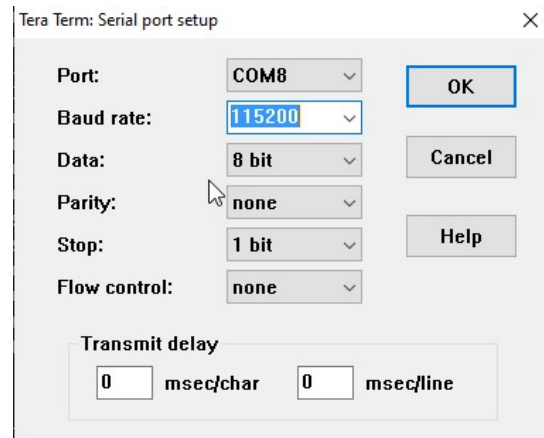 Tera Term: Serial port setup
Port: COM8 OK
Baud rate: 115200
Data: 8 bit Cancel
Parity: none
Stop: 1 bit Help
Flow control: none
Transmit delay
0 msec/char 0 msec/line